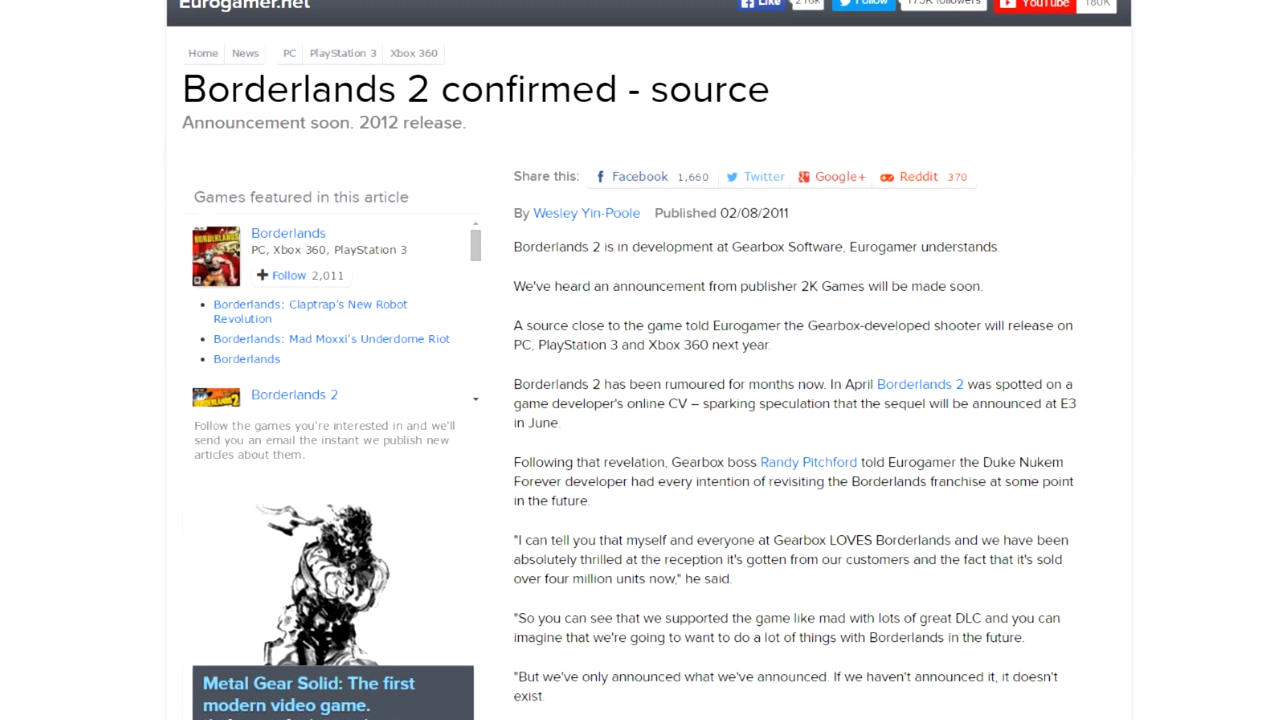 Eurogamer.net
Like 216k Follow 175K followers YouTube 180K
Home News PC PlayStation 3 Xbox 360
Borderlands 2 confirmed - source
Announcement soon. 2012 release.
Games featured in this article
Borderlands
PC, Xbox 360, PlayStation 3
Follow 2,011
Borderlands: Claptrap's New Robot
Revolution
Borderlands: Mad Moxxi's Underdome Riot
Borderlands
Borderlands 2
Follow the games you're interested in and we'll
send you an email the instant we publish new
articles about them.
Metal Gear Solid: The first
modern video game.
Share this: Facebook 1,660 Twitter Google+ Reddit 370
By Wesley Yin-Poole Published 02/08/2011
Borderlands 2 is in development at Gearbox Software, Eurogamer understands.
We've heard an announcement from publisher 2K Games will be made soon.
A source close to the game told Eurogamer the Gearbox-developed shooter will release on
PC, PlayStation 3 and Xbox 360 next year.
Borderlands 2 has been rumoured for months now. In April Borderlands 2 was spotted on a
game developer's online CV – sparking speculation that the sequel will be announced at E3
in June.
Following that revelation, Gearbox boss Randy Pitchford told Eurogamer the Duke Nukem
Forever developer had every intention of revisiting the Borderlands franchise at some point
in the future.
"I can tell you that myself and everyone at Gearbox LOVES Borderlands and we have been
absolutely thrilled at the reception it's gotten from our customers and the fact that it's sold
over four million units now," he said.
"So you can see that we supported the game like mad with lots of great DLC and you can
imagine that we're going to want to do a lot of things with Borderlands in the future.
"But we've only announced what we've announced. If we haven't announced it, it doesn't
exist.